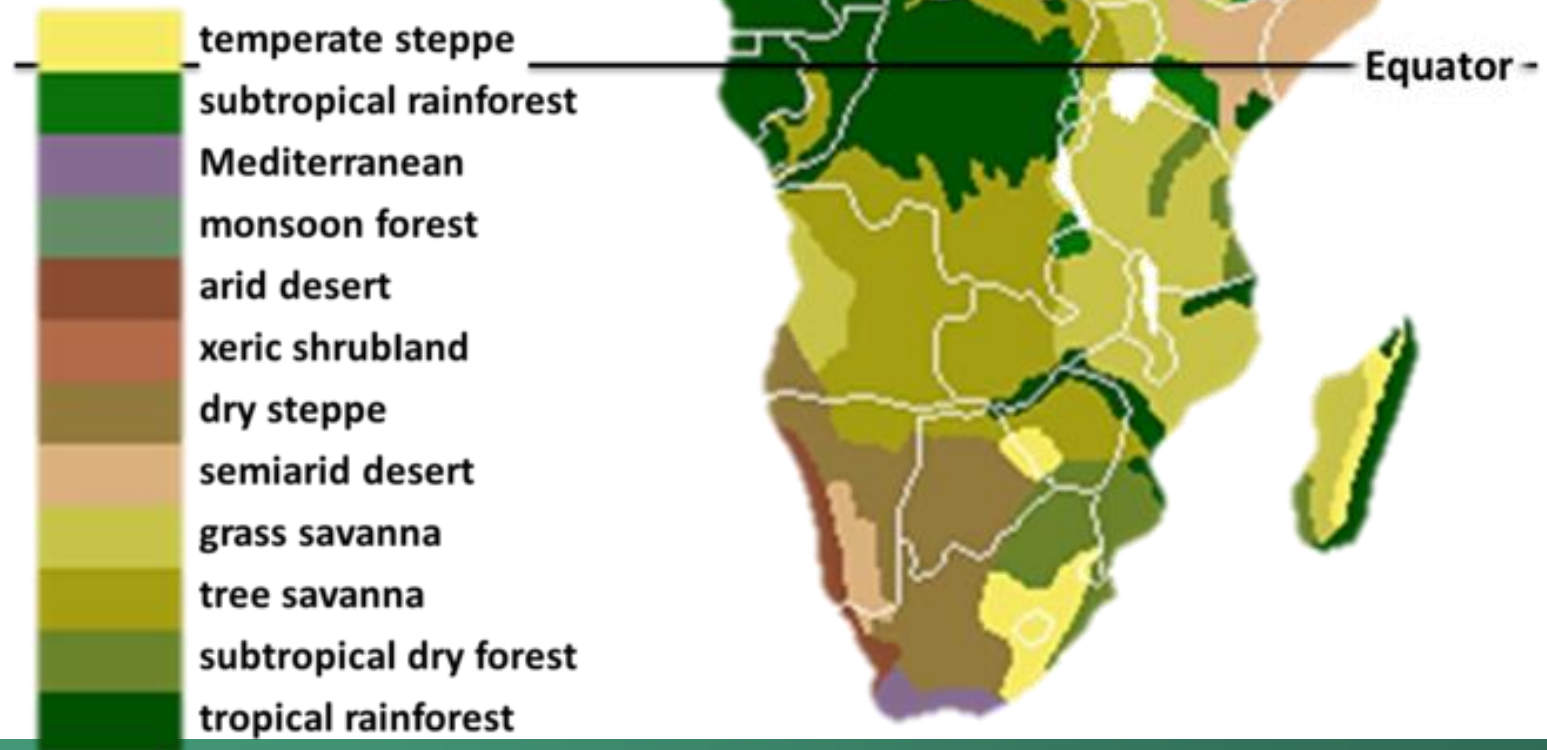 temperate steppe
Equator
subtropical rainforest
Mediterranean
monsoon forest
arid desert
xeric shrubland
dry steppe
semiarid desert
grass savanna
tree savanna
subtropical dry forest
tropical rainforest